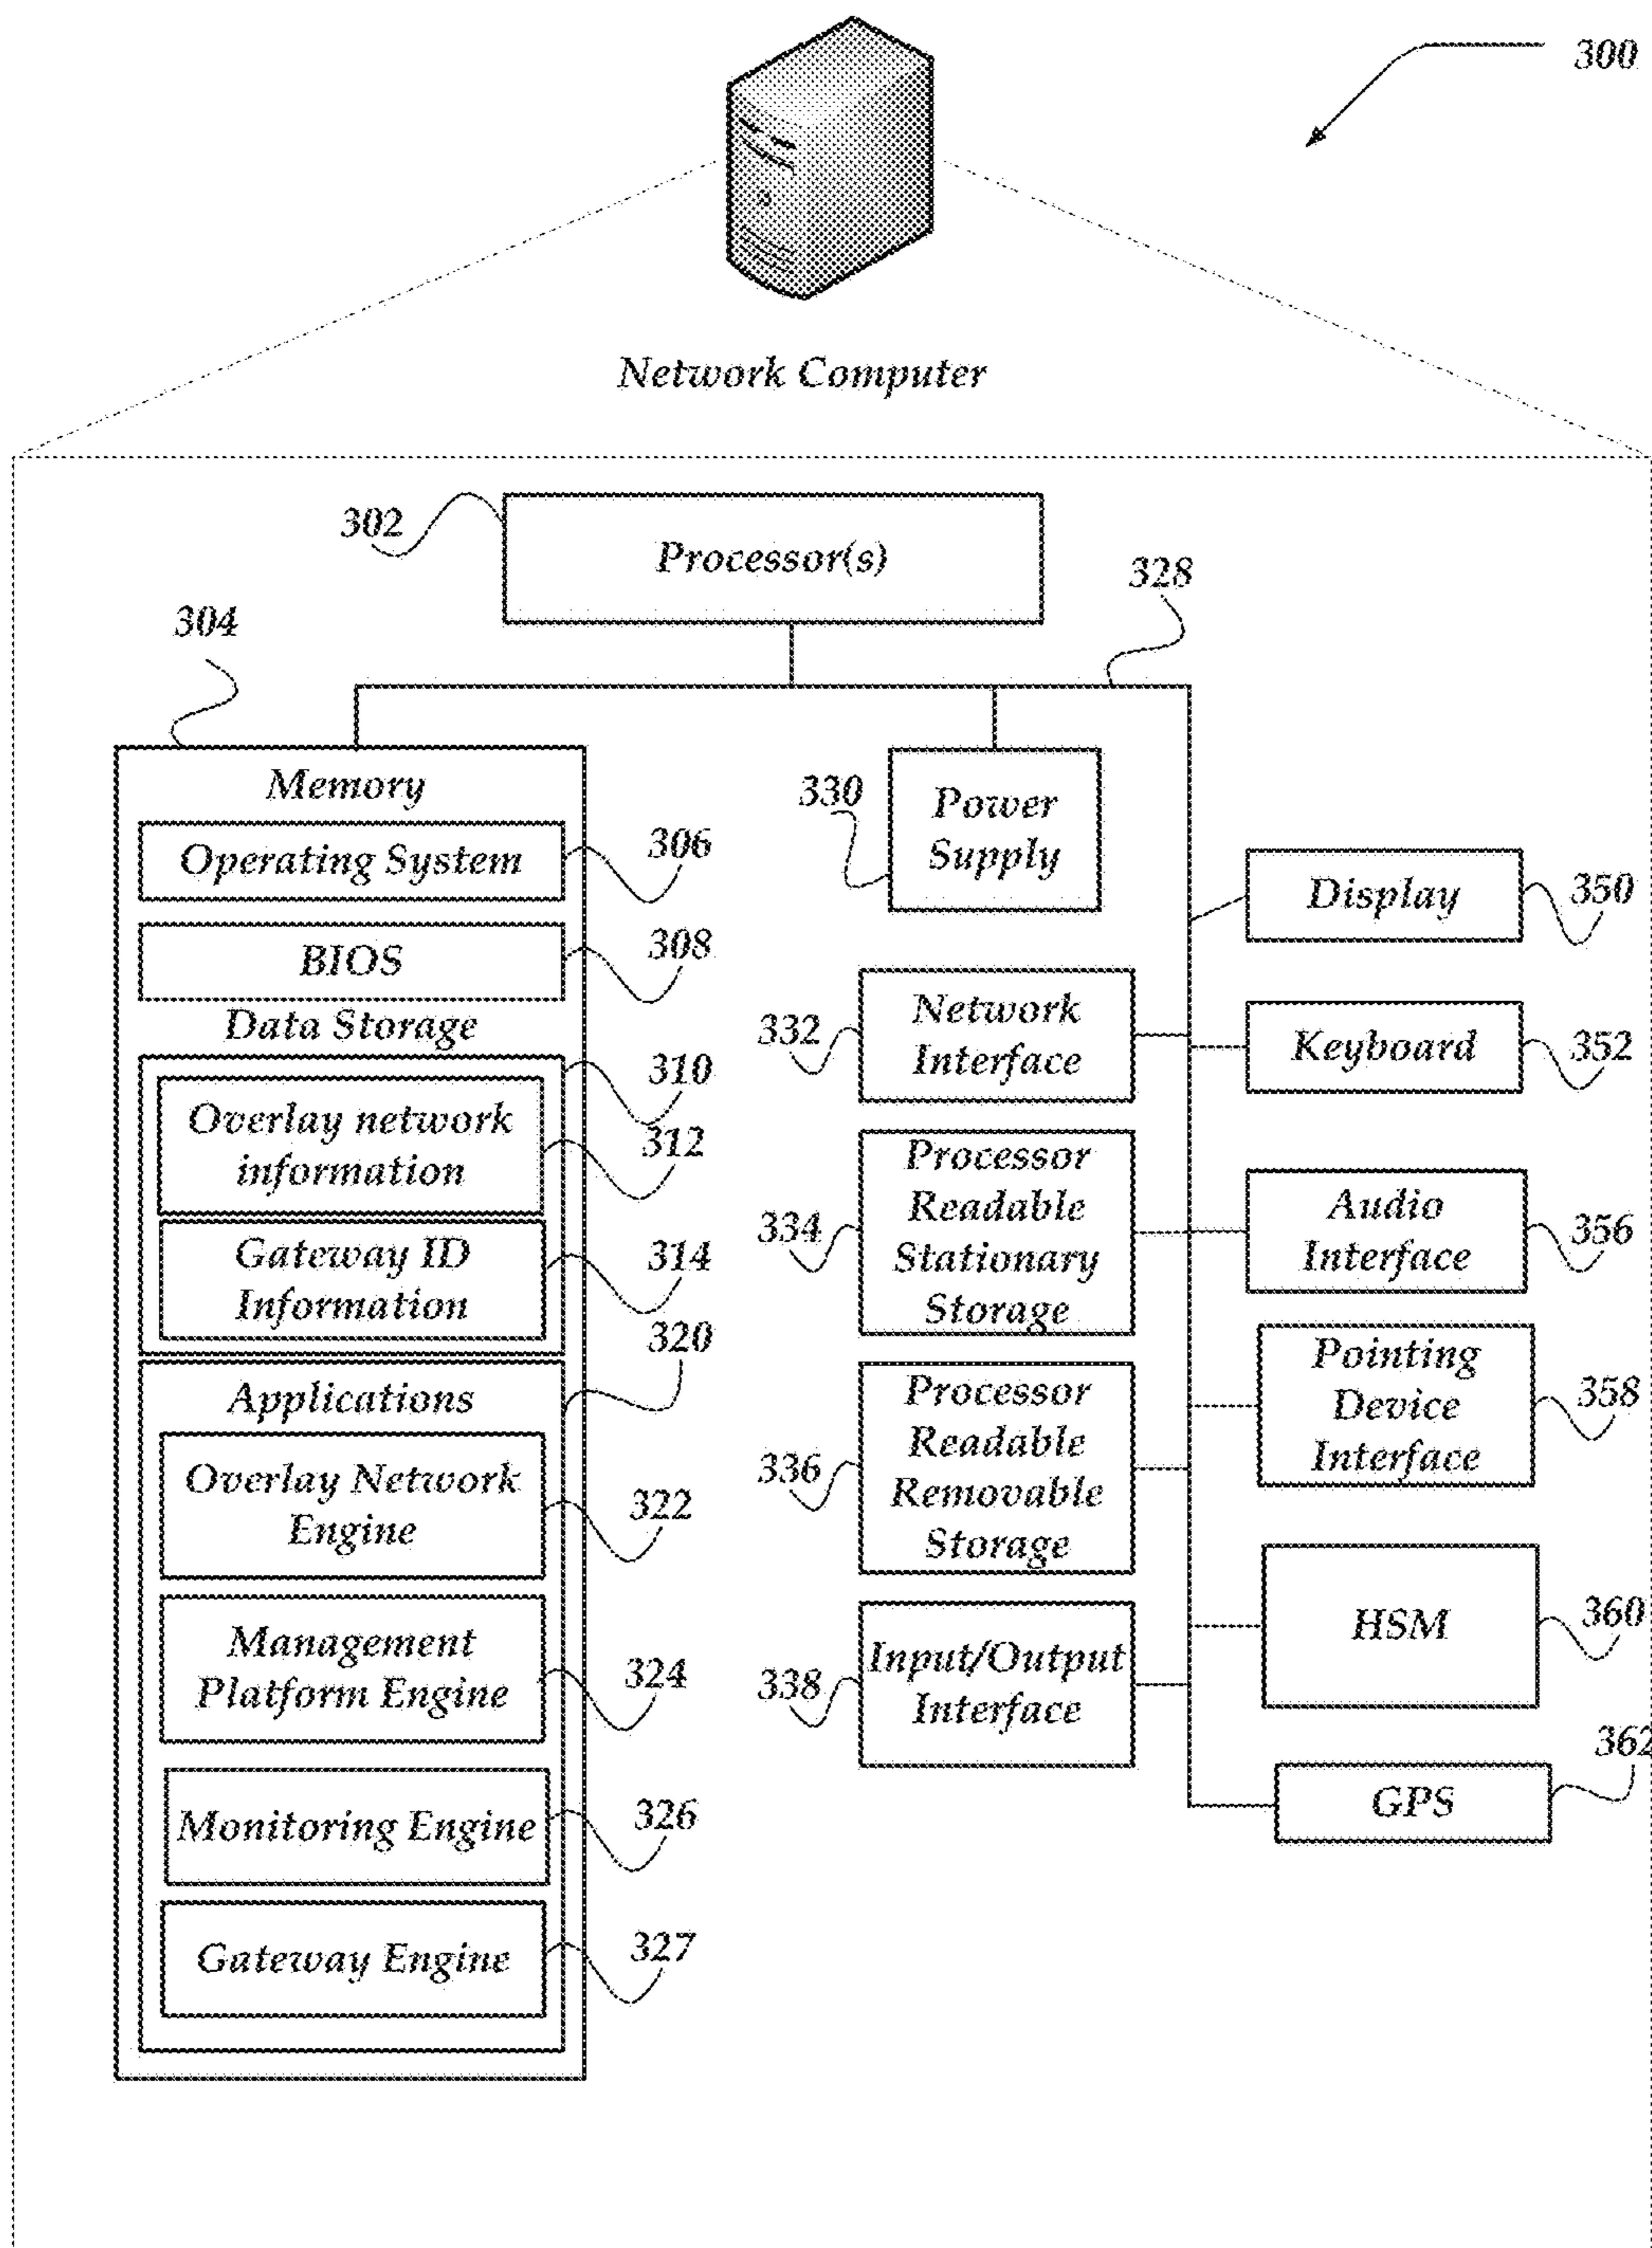 300
Network Computer
302
Processor(s)
328
304
Memory
Operating System
306
BIOS
308
Data Storage
310
Overlay network
information
312
Gateway ID
Information
314
320
Applications
Overlay Network
Engine
322
Management
Platform Engine
324
Monitoring Engine
326
Gateway Engine
327
330
Power
Supply
332
Network
Interface
334
Processor
Readable
Stationary
Storage
336
Processor
Readable
Removable
Storage
338
Input/Output
Interface
Display
350
Keyboard
352
Audio
Interface
356
Pointing
Device
Interface
358
HSM
360
362
GPS